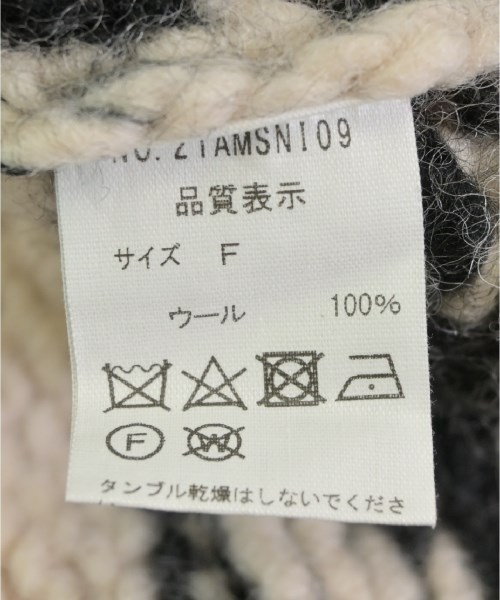 NO. 21AMSNI09
品質表示
サイズ F
ウール 100%
F
W
タンブル乾燥はしないでくださ